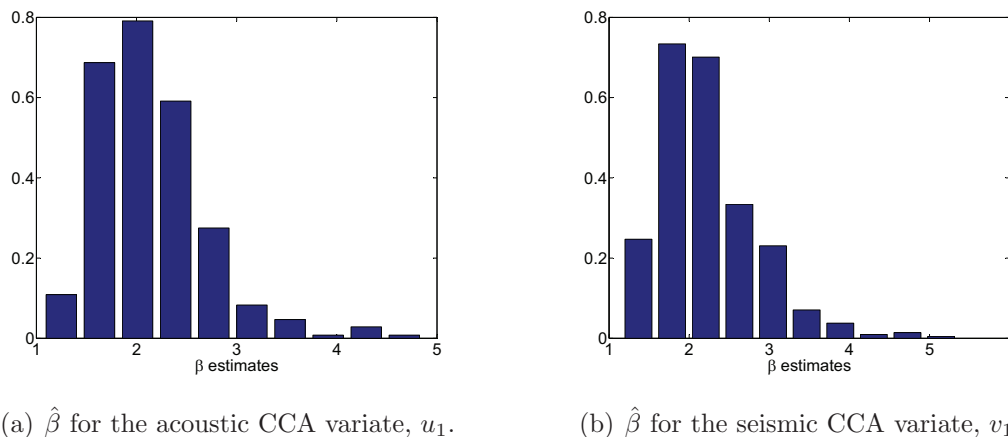 0.8
0.6
0.4
0.2
0
1 2 3 4 5
β estimates
0.8
0.6
0.4
0.2
0
1 2 3 4 5
β estimates
(a) β̂ for the acoustic CCA variate, u₁.
(b) β̂ for the seismic CCA variate, v₁